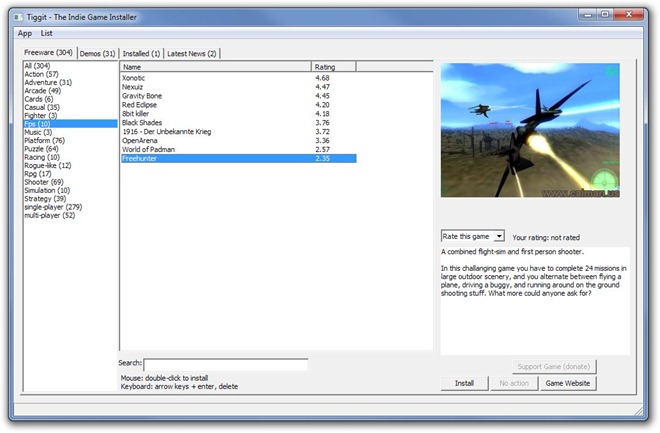 Tiggit - The Indie Game Installer
App List
Freeware (304) Demos (31) Installed (1) Latest News (2)
All (304)
Action (57)
Adventure (31)
Arcade (49)
Cards (6)
Casual (35)
Fighter (3)
Fps (10)
Music (3)
Platform (76)
Puzzle (64)
Racing (10)
Rogue-like (12)
Rpg (17)
Shooter (69)
Simulation (10)
Strategy (39)
single-player (279)
multi-player (52)
Name Rating
Xonotic 4.68
Nexuiz 4.47
Gravity Bone 4.45
Red Eclipse 4.20
8bit killer 4.18
Black Shades 3.76
1916 - Der Unbekannte Krieg 3.72
OpenArena 3.36
World of Padman 2.57
Freehunter 2.35
Search:
Mouse: double-click to install
Keyboard: arrow keys + enter, delete
Rate this game Your rating: not rated
A combined flight-sim and first person shooter.
In this challanging game you have to complete 24 missions in
large outdoor scenery, and you alternate between flying a
plane, driving a buggy, and running around on the ground
shooting stuff. What more could anyone ask for?
Support Game (donate)
Install No action Game Website